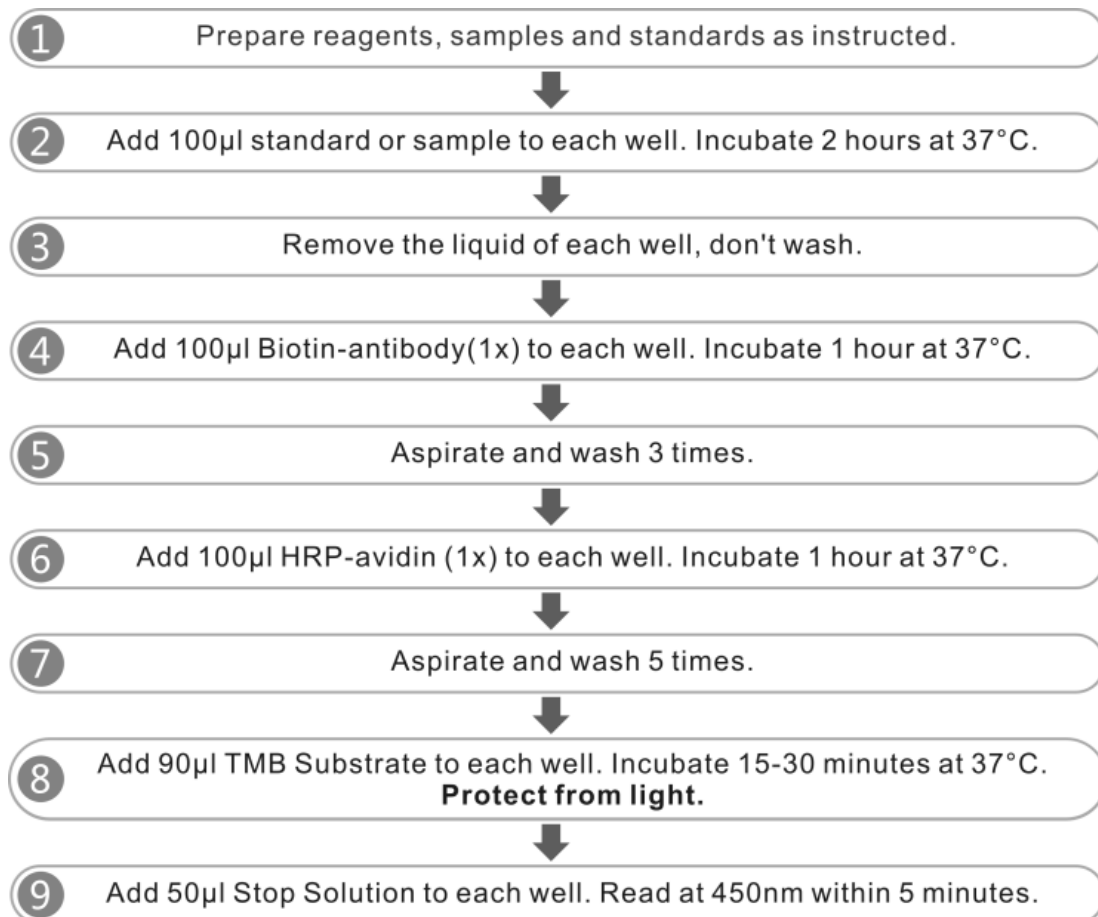 1 Prepare reagents, samples and standards as instructed.
2 Add 100μl standard or sample to each well. Incubate 2 hours at 37°C.
3 Remove the liquid of each well, don't wash.
4 Add 100μl Biotin-antibody(1x) to each well. Incubate 1 hour at 37°C.
5 Aspirate and wash 3 times.
6 Add 100μl HRP-avidin (1x) to each well. Incubate 1 hour at 37°C.
7 Aspirate and wash 5 times.
8 Add 90μl TMB Substrate to each well. Incubate 15-30 minutes at 37°C.
Protect from light.
9 Add 50μl Stop Solution to each well. Read at 450nm within 5 minutes.